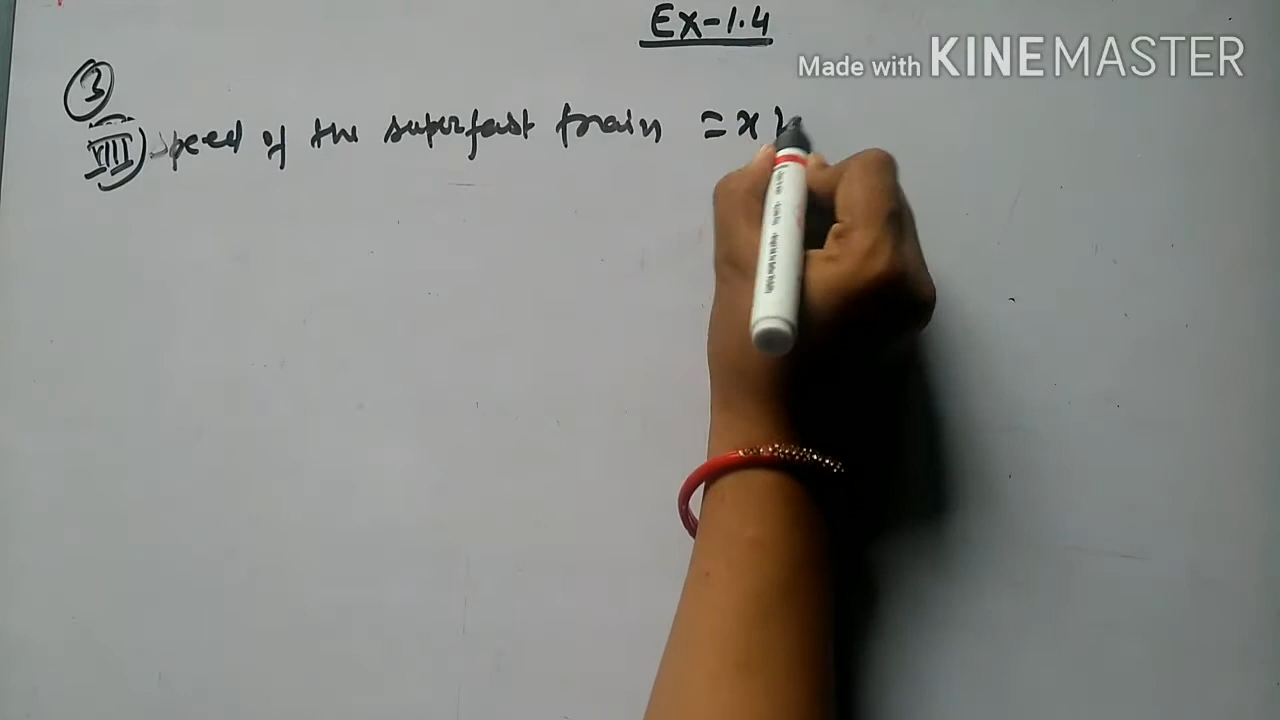 Ex-1.4
Made with KINEMASTER
3
VIII) Speed of the superfast train = x k